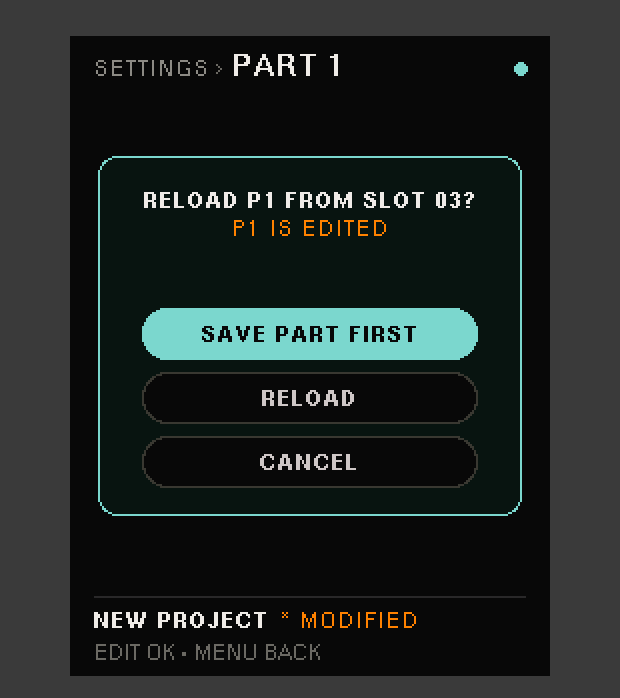 SETTINGS › PART 1
RELOAD P1 FROM SLOT 03?
P1 IS EDITED
SAVE PART FIRST
RELOAD
CANCEL
NEW PROJECT * MODIFIED
EDIT OK · MENU BACK